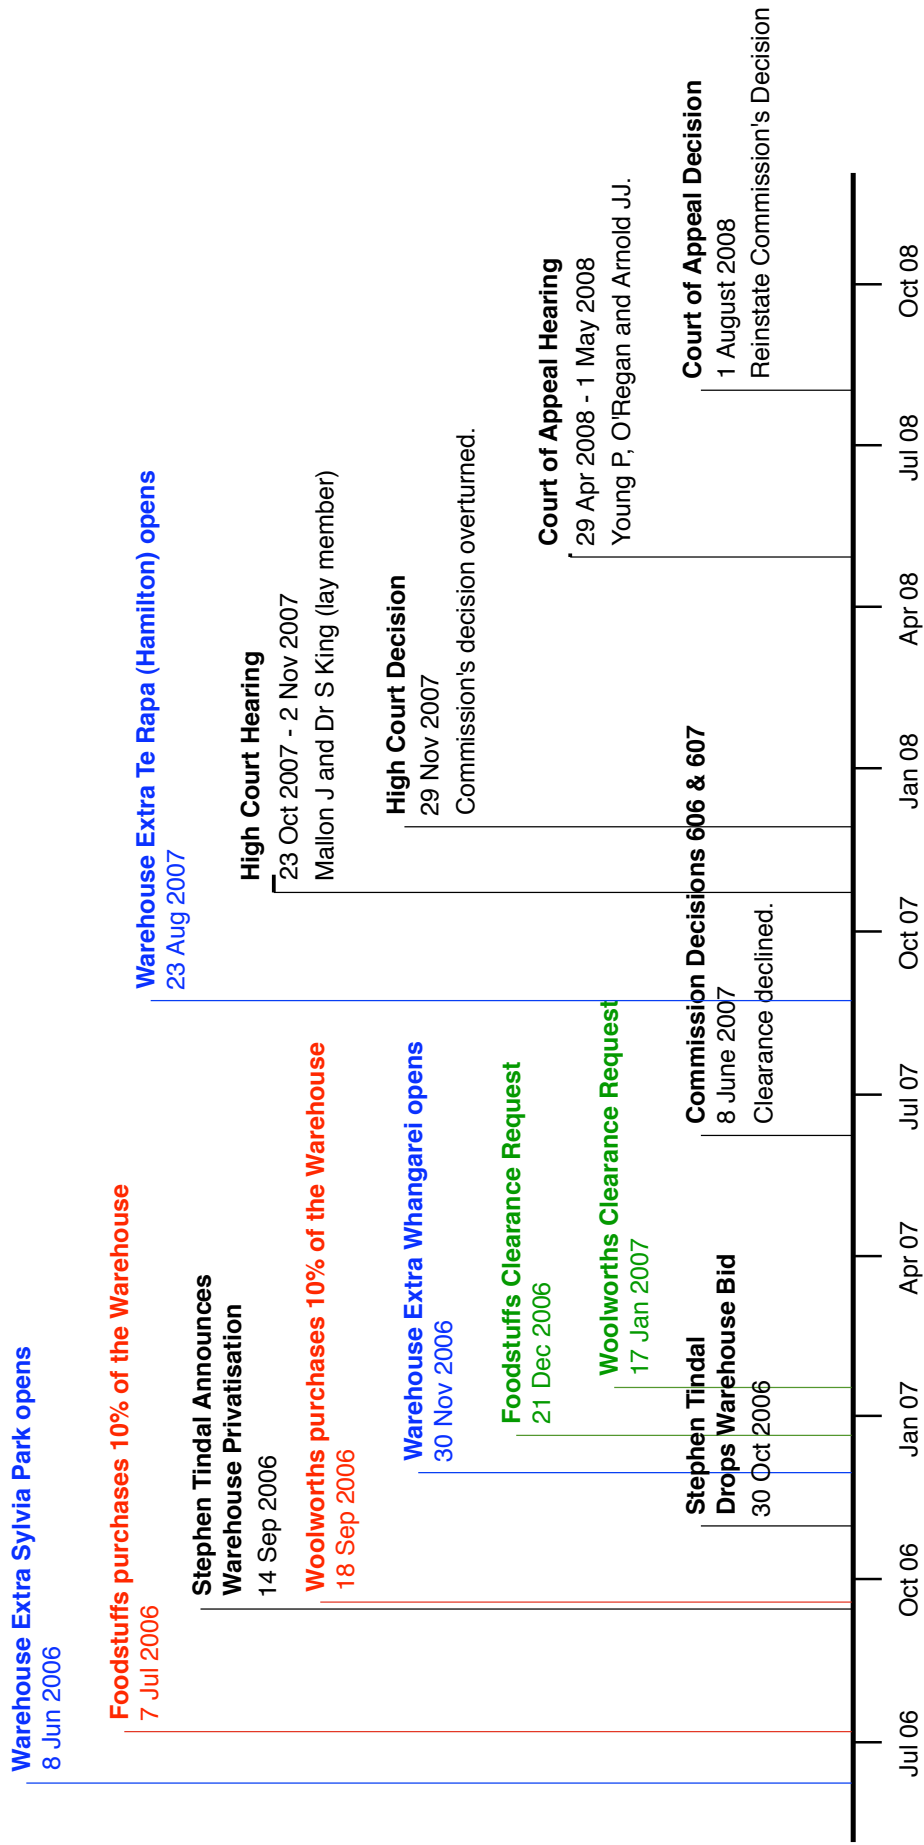 Warehouse Extra Sylvia Park opens
8 Jun 2006
Foodstuffs purchases 10% of the Warehouse
7 Jul 2006
Stephen Tindal Announces
Warehouse Privatisation
14 Sep 2006
Woolworths purchases 10% of the Warehouse
18 Sep 2006
Warehouse Extra Whangarei opens
30 Nov 2006
Foodstuffs Clearance Request
21 Dec 2006
Woolworths Clearance Request
17 Jan 2007
Stephen Tindal
Drops Warehouse Bid
30 Oct 2006
Warehouse Extra Te Rapa (Hamilton) opens
23 Aug 2007
High Court Hearing
23 Oct 2007 - 2 Nov 2007
Mallon J and Dr S King (lay member)
High Court Decision
29 Nov 2007
Commission's decision overturned.
Commission Decisions 606 & 607
8 June 2007
Clearance declined.
Court of Appeal Hearing
29 Apr 2008 - 1 May 2008
Young P, O'Regan and Arnold JJ.
Court of Appeal Decision
1 August 2008
Reinstate Commission's Decision
Jul 06
Oct 06
Jan 07
Apr 07
Jul 07
Oct 07
Jan 08
Apr 08
Jul 08
Oct 08